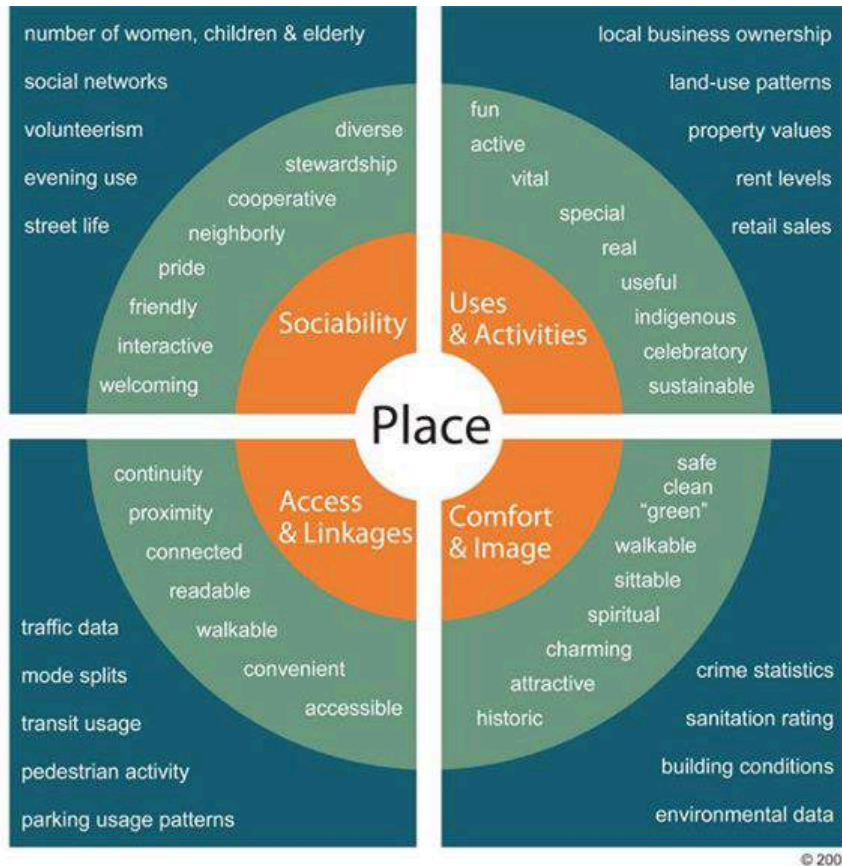 number of women, children & elderly
social networks
volunteerism
evening use
street life
diverse
stewardship
cooperative
neighborly
pride
friendly
interactive
welcoming
Sociability
local business ownership
land-use patterns
property values
rent levels
retail sales
fun
active
vital
special
real
useful
indigenous
celebratory
sustainable
Uses
& Activities
Place
continuity
proximity
connected
readable
walkable
convenient
accessible
Access
& Linkages
traffic data
mode splits
transit usage
pedestrian activity
parking usage patterns
Comfort
& Image
safe
clean
"green"
walkable
sittable
spiritual
charming
attractive
historic
crime statistics
sanitation rating
building conditions
environmental data
© 200